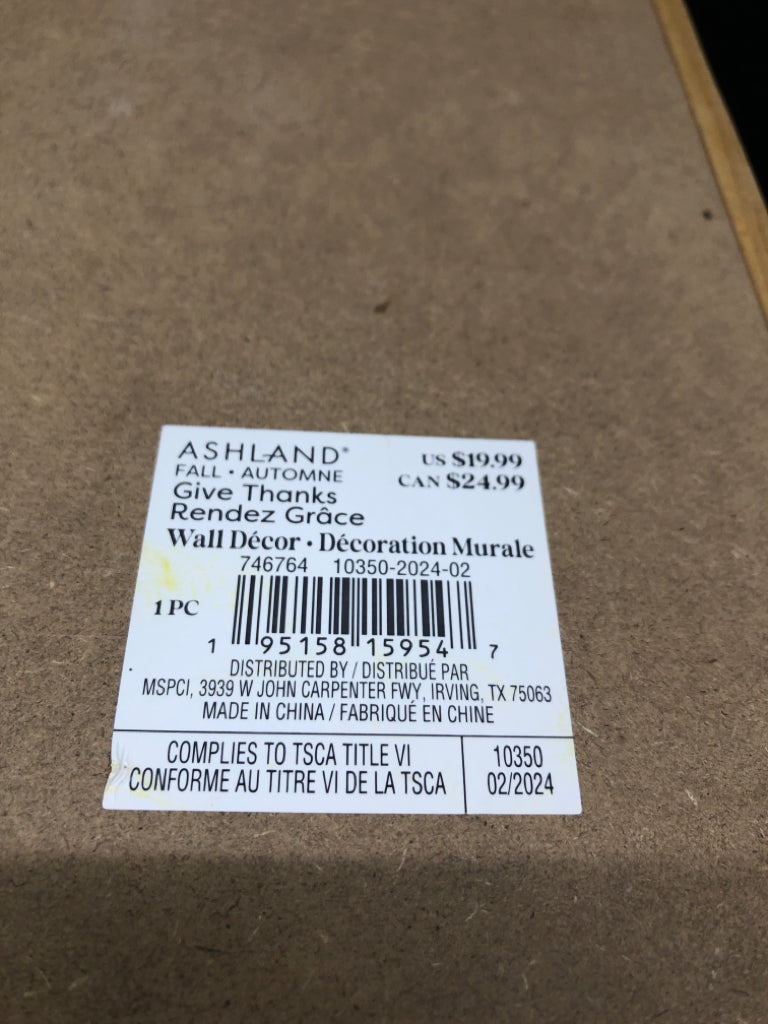 ASHLAND® US $19.99
FALL • AUTOMNE CAN $24.99
Give Thanks
Rendez Grâce
Wall Décor • Décoration Murale
746764 10350-2024-02
1 PC
1 95158 15954 7
DISTRIBUTED BY / DISTRIBUÉ PAR
MSPCI, 3939 W JOHN CARPENTER FWY, IRVING, TX 75063
MADE IN CHINA / FABRIQUÉ EN CHINE
COMPLIES TO TSCA TITLE VI
CONFORME AU TITRE VI DE LA TSCA
10350
02/2024